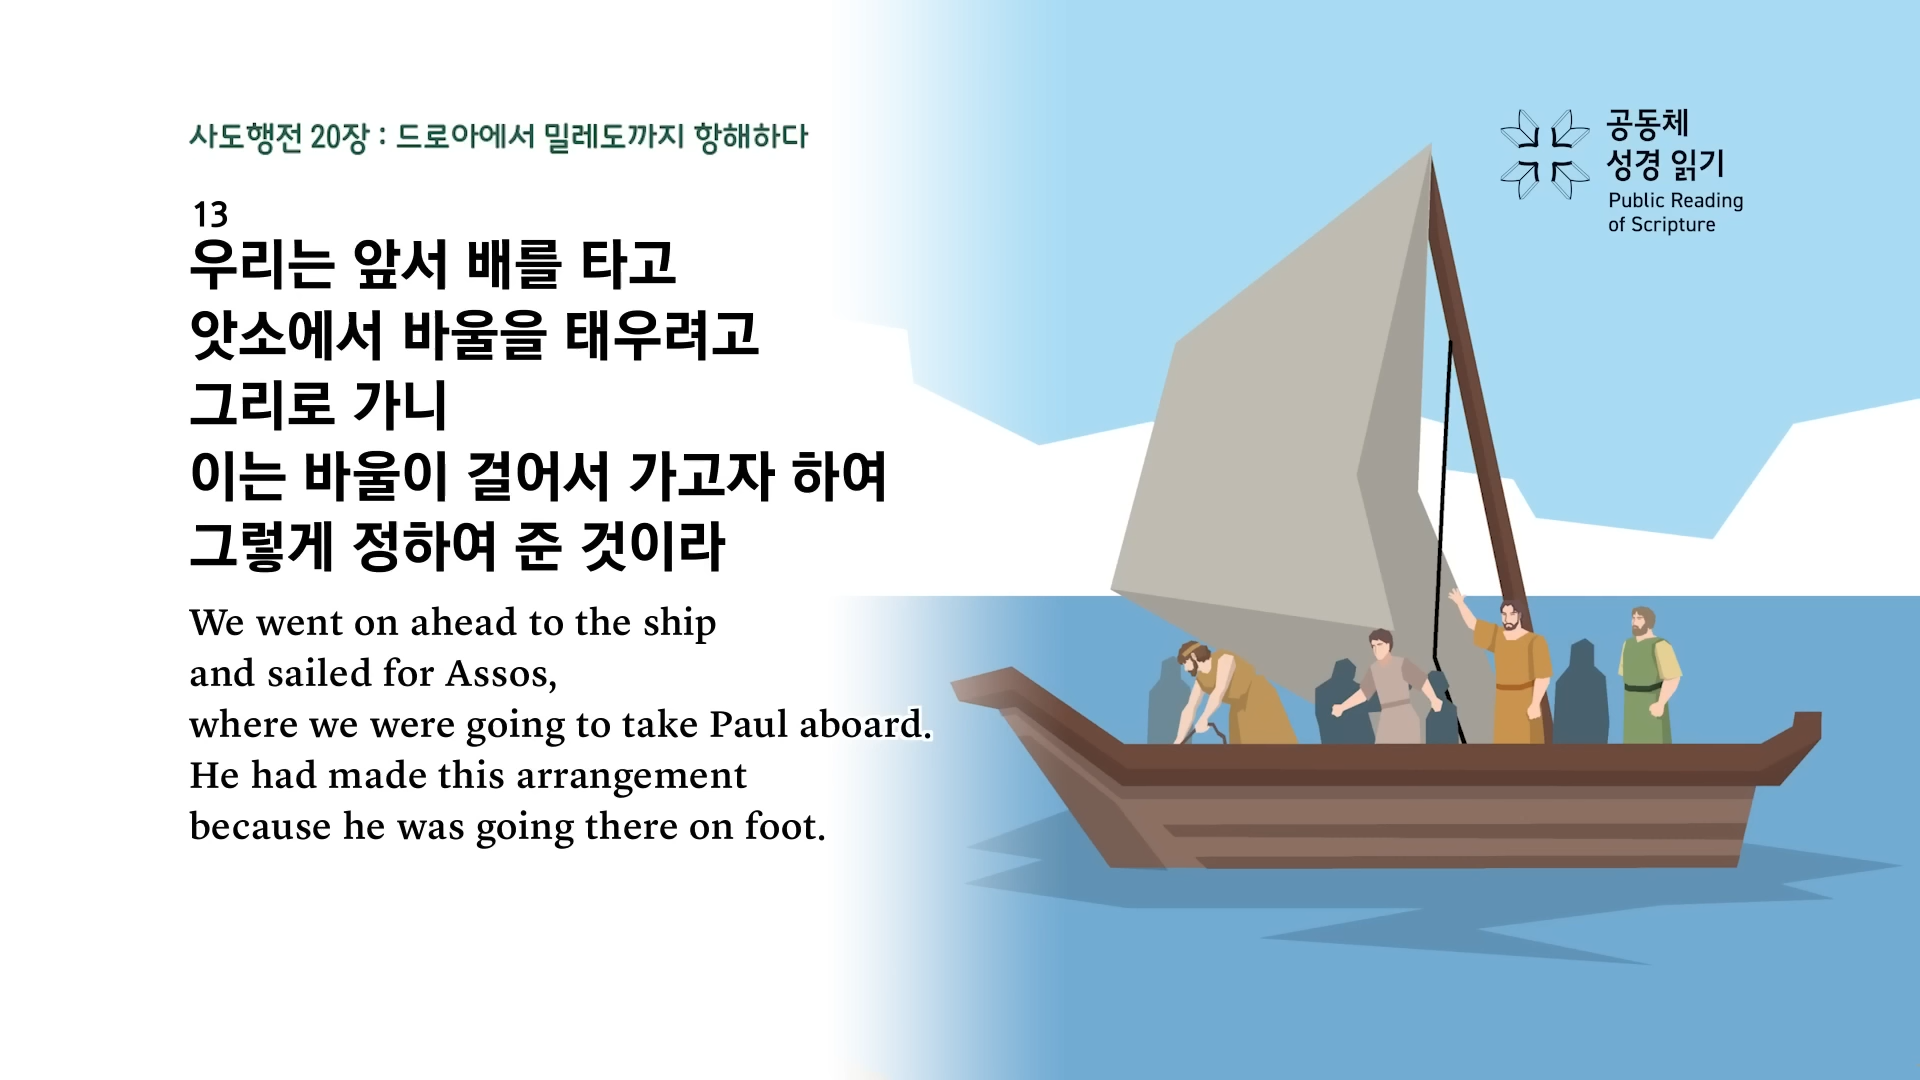 사도행전 20장 : 드로아에서 밀레도까지 항해하다
13
우리는 앞서 배를 타고
앗소에서 바울을 태우려고
그리로 가니
이는 바울이 걸어서 가고자 하여
그렇게 정하여 준 것이라
We went on ahead to the ship
and sailed for Assos,
where we were going to take Paul aboard.
He had made this arrangement
because he was going there on foot.
공동체
성경 읽기
Public Reading
of Scripture